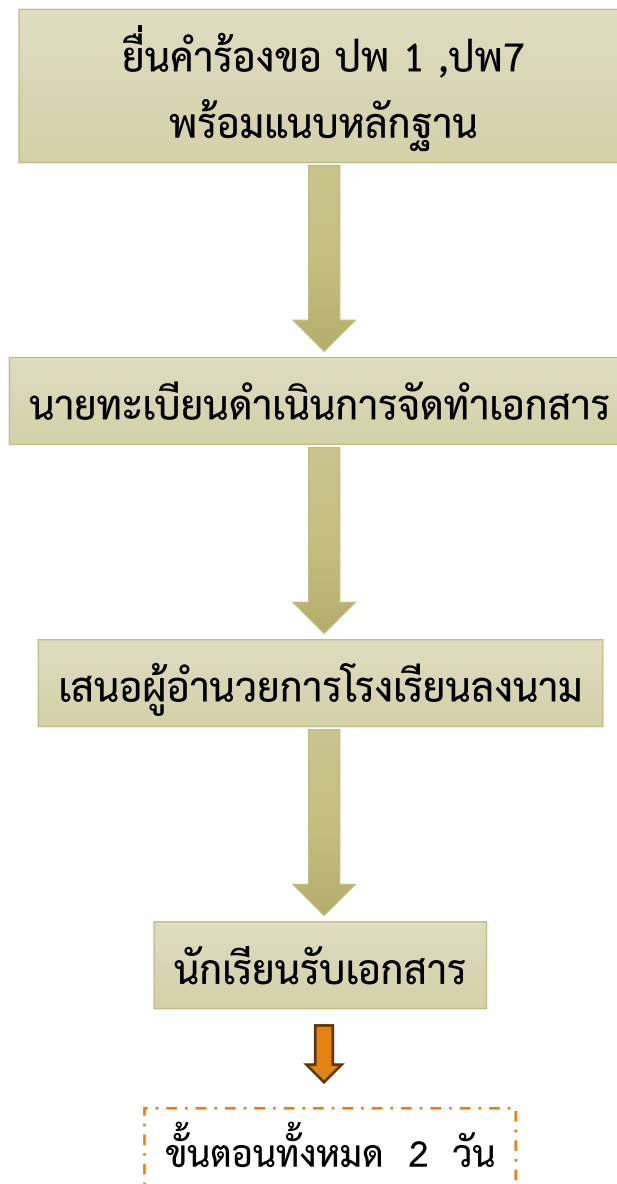 ยื่นคำร้องขอ ปพ 1 ,ปพ7
พร้อมแนบหลักฐาน
นายทะเบียนดำเนินการจัดทำเอกสาร
เสนอผู้อำนวยการโรงเรียนลงนาม
นักเรียนรับเอกสาร
ขั้นตอนทั้งหมด 2 วัน